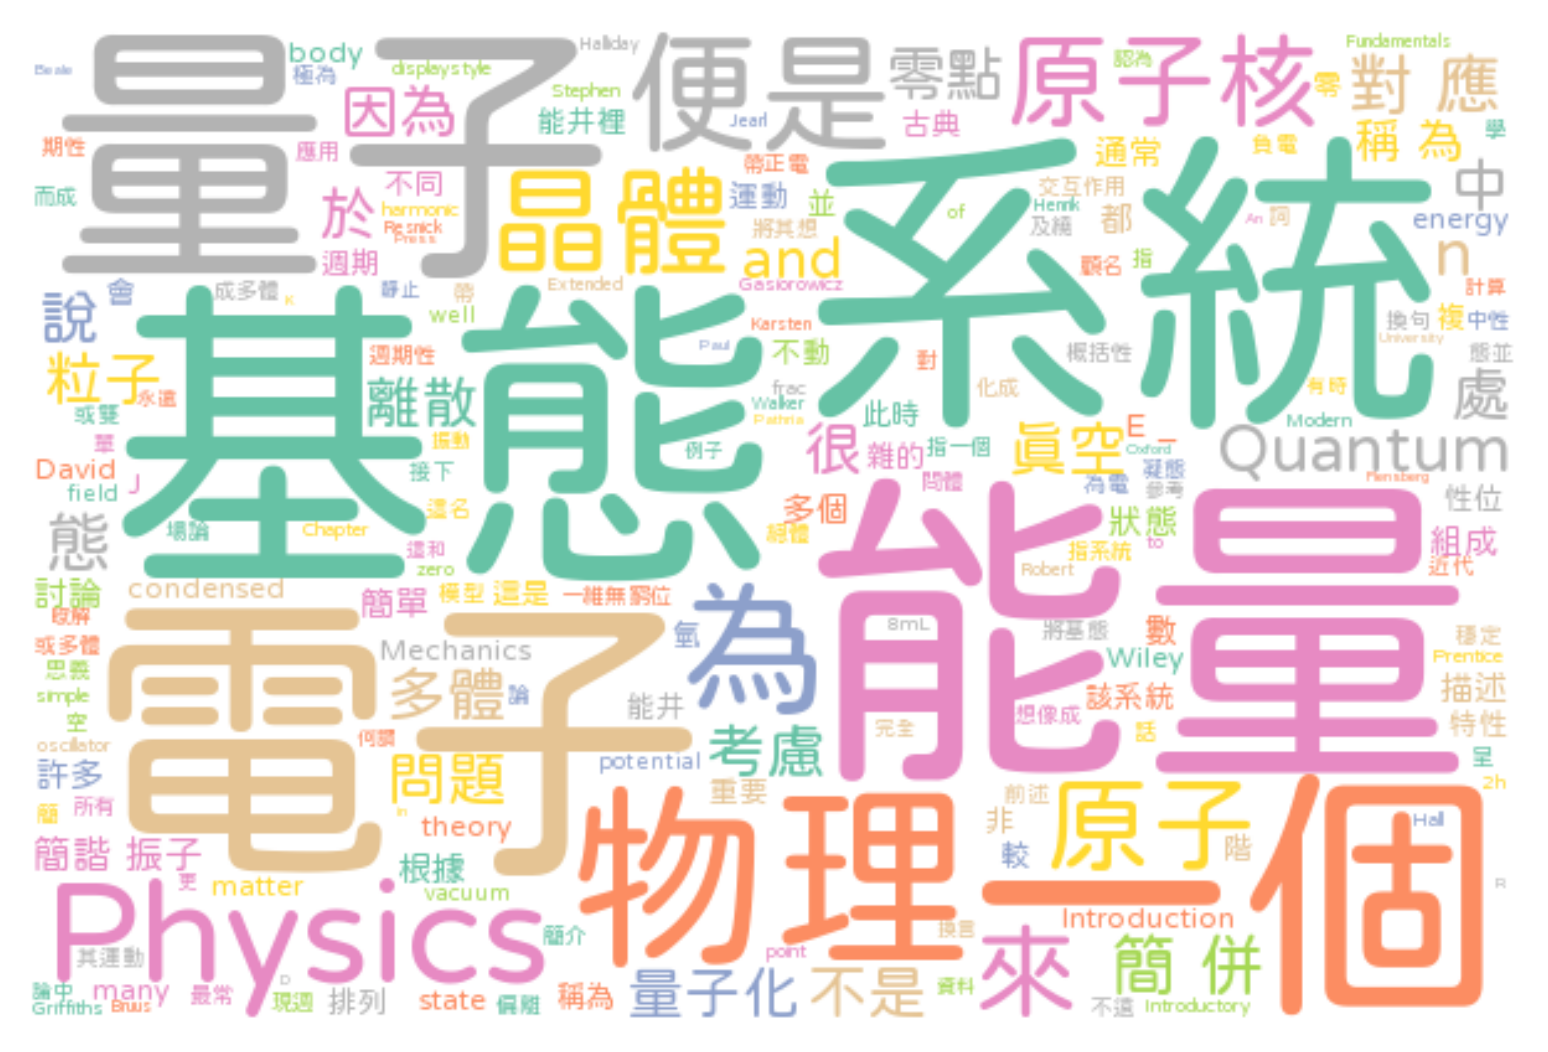 量子
便是
零點
原子核
對應
Beale
body
極為
displaystyle
Halliday
Stephen
因為
能井裡
Jearl
古典
認為
Fundamentals
零
稱為
學
期性
應用
不同
晶體
帶正電
運動
並
系統
通常
負電
交互作用
Henrik
及繞
都
中
energy
而成
於
harmonic
Resnick
Press
將其想
of
An
詞
週期
and
顯名
指
n
計算
說
會
成多體
K
靜止
帶
Extended
Gasiorowicz
well
Karsten
Paul
不動
對
概括性
換句
複
中性
University
態並
粒子
週期性
基態
離散
frac
Walker
Pathria
化成
有時
處
或雙
永遠
此時
Modern
單
振動
例子
很
雜的
指一個
真空
E _
Oxford
Quantum
David
J
接下
問體
為電
凝態
參考
Flensberg
性位
field
這名
多個
狀態
態
場論
Chapter
這和
總體
指系統
to
組成
近代
zero
Robert
能量
討論
condensed
簡單
模型
這是
一維無窮位
為
或多體
Mechanics
氫
8mL
將基態
數
穩定
思義
電子
多體
論
能井
Wiley
Prentice
simple
該系統
描述
空
想像成
特性
oscillator
何謂
考慮
完全
話
許多
問題
potential
呈
簡
所有
In
重要
前述
原子
2h
theory
物理
非
一個
Hall
簡諧
振子
根據
較
階
更
matter
vacuum
R
Physics
Introduction
簡介
換言
其運動
point
來
簡併
論中
many
最常
D
現週
排列
state
偏離
稱為
量子化
不是
資料
不遠
Introductory
Griffiths
Bruus